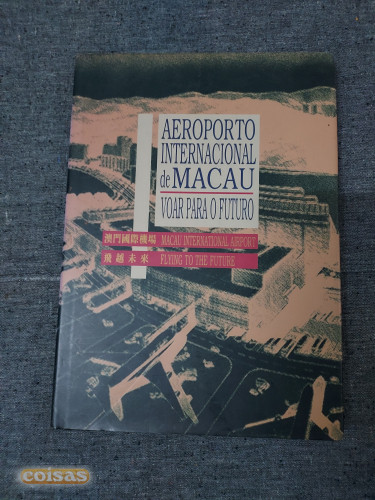 AEROPORTO
INTERNACIONAL
de MACAU
VOAR PARA O FUTURO
澳門國際機場 MACAU INTERNATIONAL AIRPORT
飛越未來 FLYING TO THE FUTURE
coisas